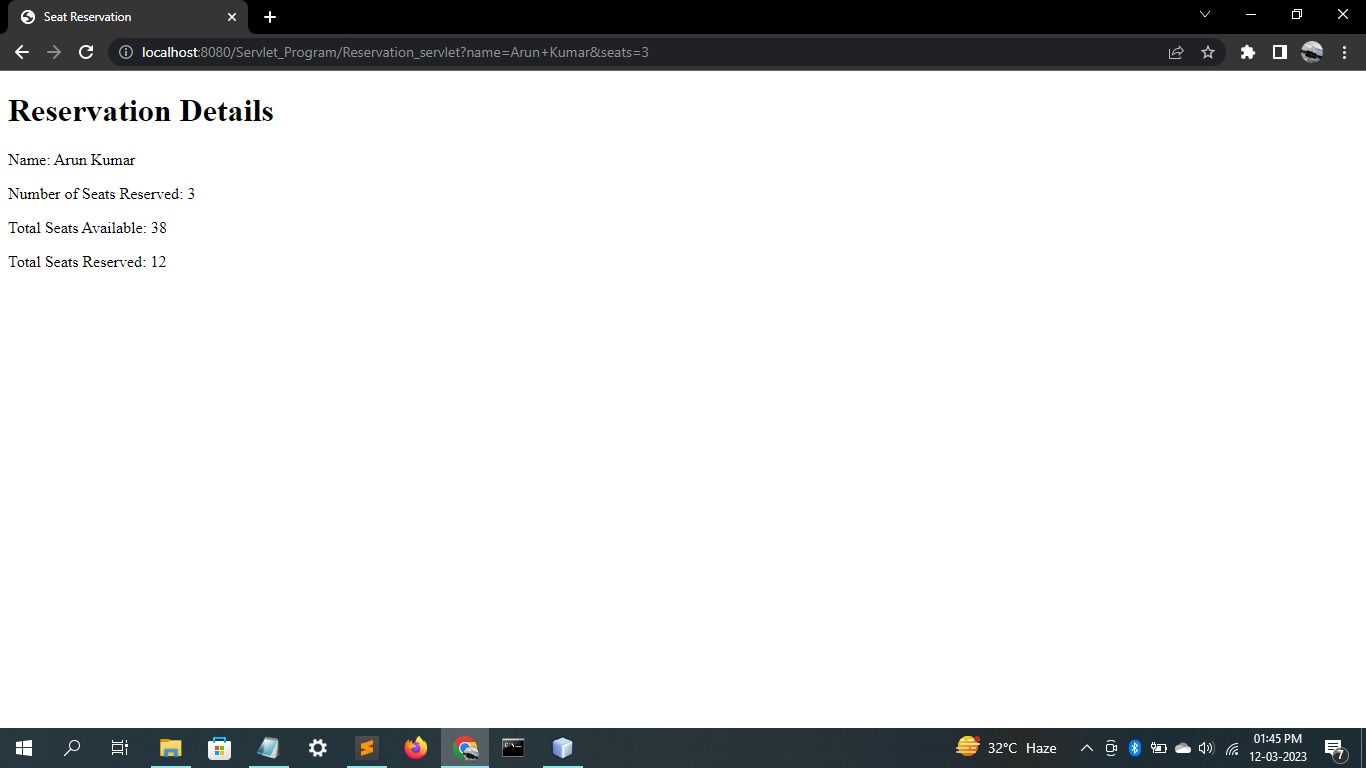 Seat Reservation
localhost:8080/Servlet_Program/Reservation_servlet?name=Arun+Kumar&seats=3
Reservation Details
Name: Arun Kumar
Number of Seats Reserved: 3
Total Seats Available: 38
Total Seats Reserved: 12
32°C Haze
01:45 PM
12-03-2023
7